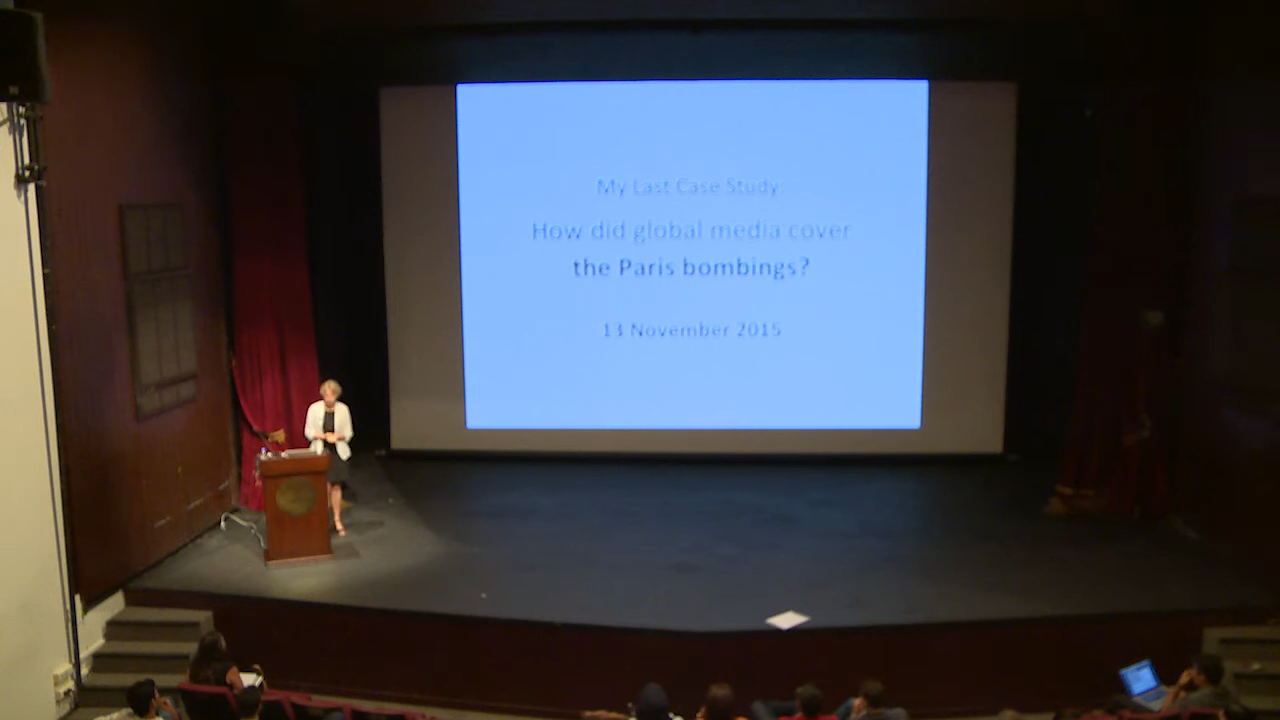 My Last Case Study:
How did global media cover
the Paris bombings?
13 November 2015